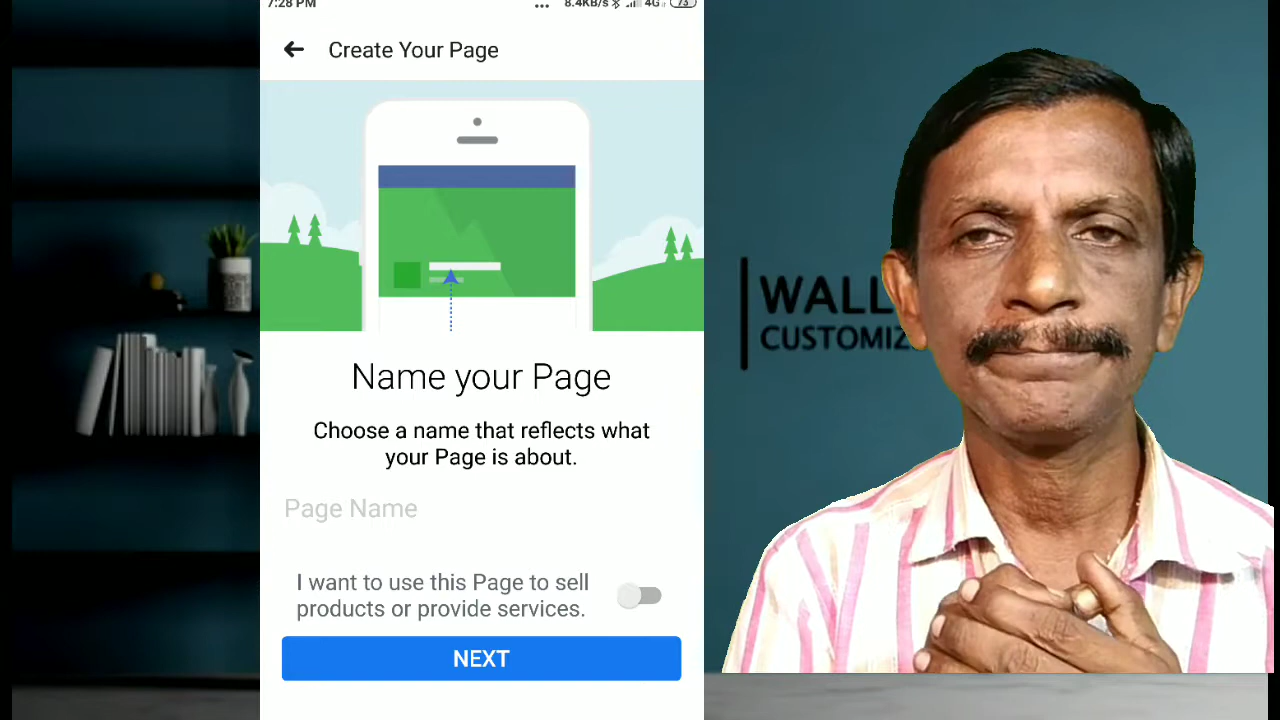 7:28 PM
... 8.4KB/s 4G 73
Create Your Page
Name your Page
Choose a name that reflects what
your Page is about.
Page Name
I want to use this Page to sell
products or provide services.
NEXT
WALL
CUSTOMIZ